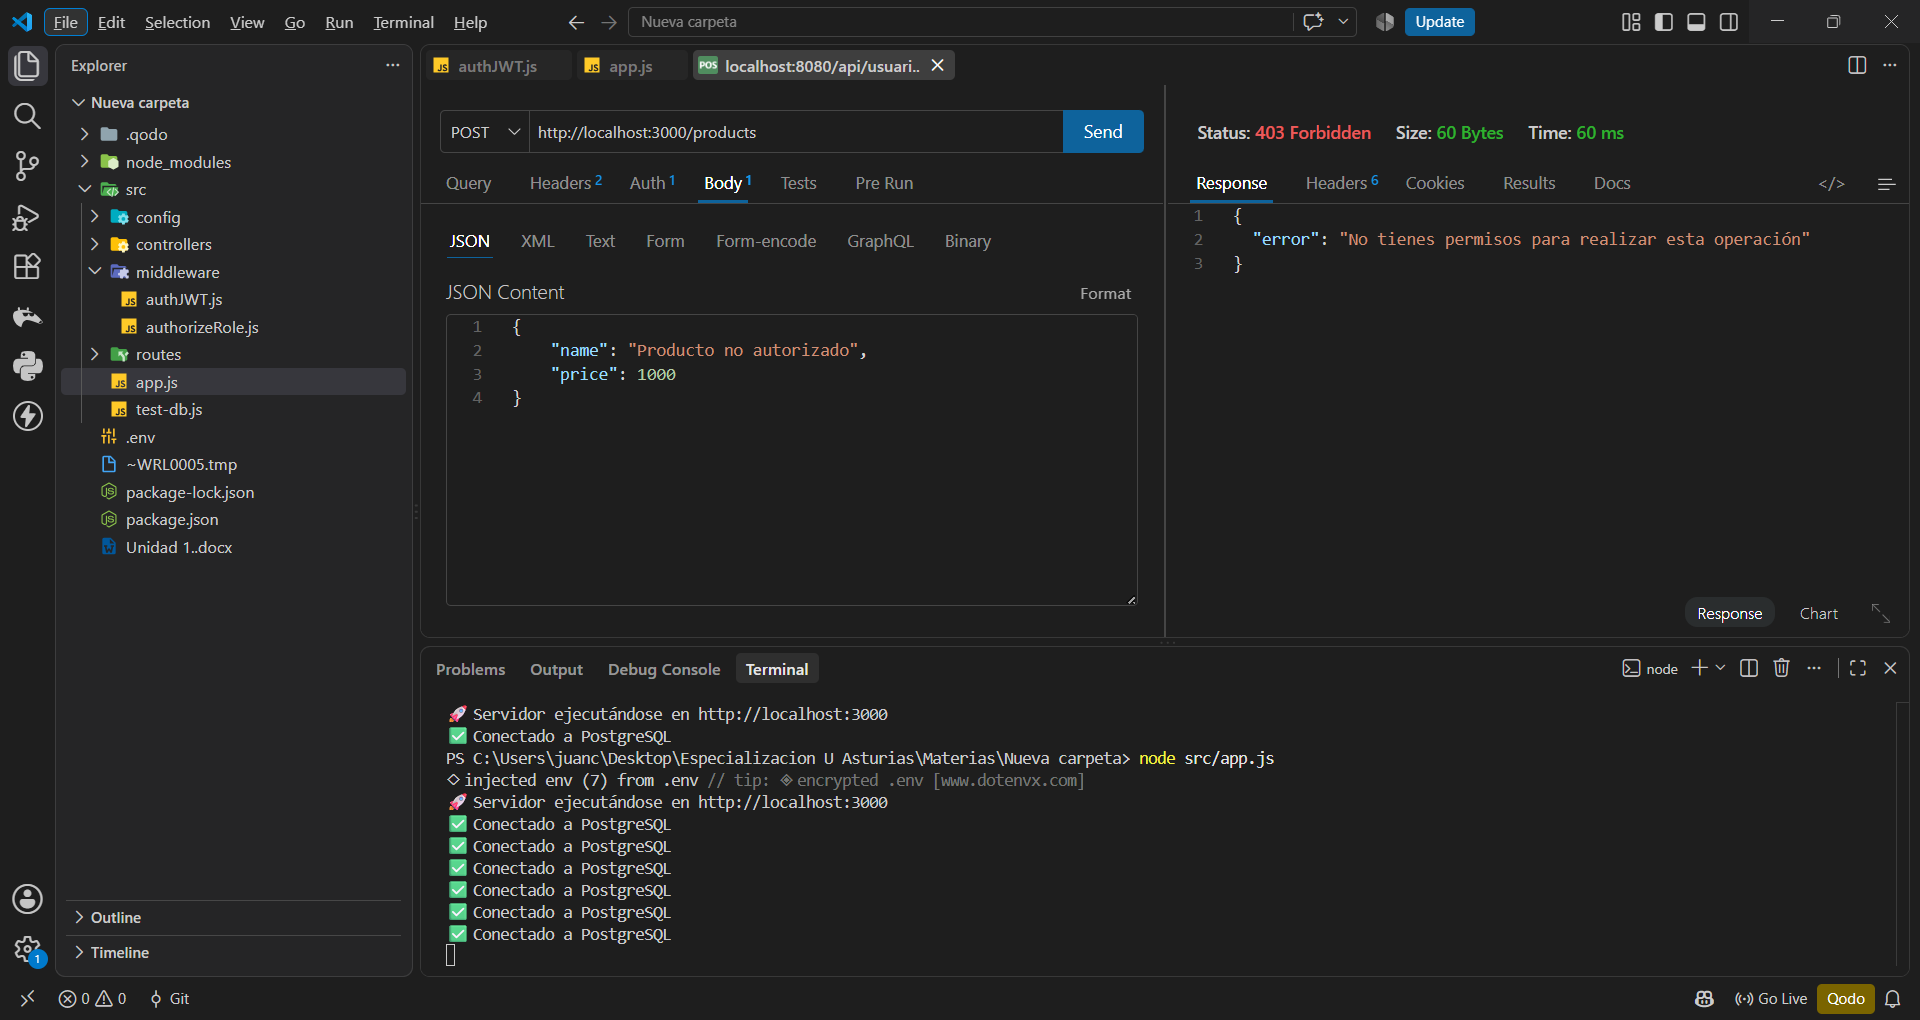 File Edit Selection View Go Run Terminal Help
Nueva carpeta
Update
Explorer
Nueva carpeta
.qodo
node_modules
src
config
controllers
middleware
authJWT.js
authorizeRole.js
routes
app.js
test-db.js
.env
~WRL0005.tmp
package-lock.json
package.json
Unidad 1..docx
Outline
Timeline
JS authJWT.js
JS app.js
POS localhost:8080/api/usuari..
POST http://localhost:3000/products Send
Query Headers 2 Auth 1 Body 1 Tests Pre Run
JSON XML Text Form Form-encode GraphQL Binary
JSON Content Format
1 {
2 "name": "Producto no autorizado",
3 "price": 1000
4 }
Status: 403 Forbidden Size: 60 Bytes Time: 60 ms
Response Headers 6 Cookies Results Docs </>
1 {
2 "error": "No tienes permisos para realizar esta operación"
3 }
Response Chart
Problems Output Debug Console Terminal
node
🚀 Servidor ejecutándose en http://localhost:3000
✅ Conectado a PostgreSQL
PS C:\Users\juanc\Desktop\Especializacion U Asturias\Materias\Nueva carpeta> node src/app.js
◇ injected env (7) from .env // tip: ◈ encrypted .env [www.dotenvx.com]
🚀 Servidor ejecutándose en http://localhost:3000
✅ Conectado a PostgreSQL
✅ Conectado a PostgreSQL
✅ Conectado a PostgreSQL
✅ Conectado a PostgreSQL
✅ Conectado a PostgreSQL
✅ Conectado a PostgreSQL
1
0 0 Git
Go Live Qodo